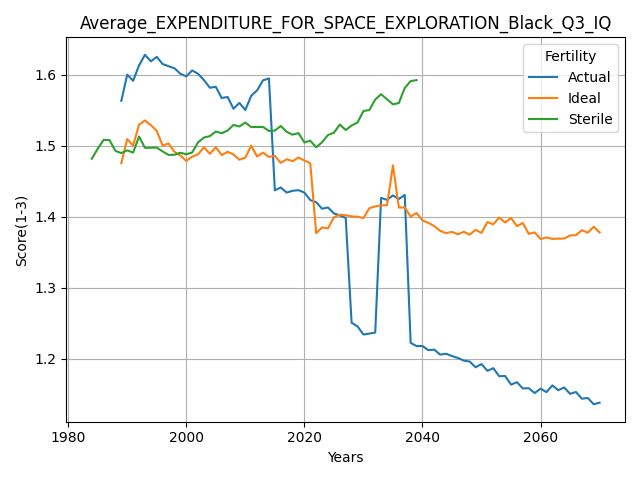 Average_EXPENDITURE_FOR_SPACE_EXPLORATION_Black_Q3_IQ
Fertility
Actual
Ideal
Sterile
Score(1-3)
1.6
1.5
1.4
1.3
1.2
1980
2000
2020
2040
2060
Years